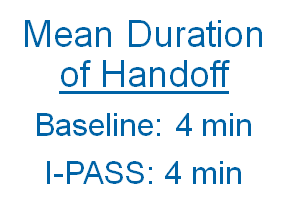 Mean Duration
of Handoff
Baseline: 4 min
I-PASS: 4 min